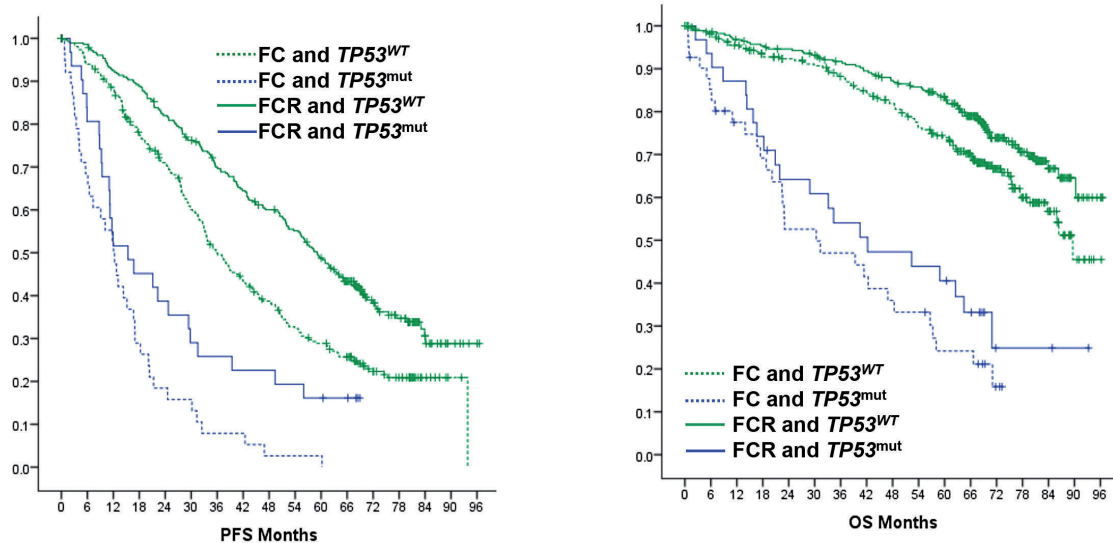 1.0
0.9
0.8
0.7
0.6
0.5
0.4
0.3
0.2
0.1
0.0
FC and TP53WT
FC and TP53mut
FCR and TP53WT
FCR and TP53mut
0 6 12 18 24 30 36 42 48 54 60 66 72 78 84 90 96
PFS Months
1.0
0.9
0.8
0.7
0.6
0.5
0.4
0.3
0.2
0.1
0.0
FC and TP53WT
FC and TP53mut
FCR and TP53WT
FCR and TP53mut
0 6 12 18 24 30 36 42 48 54 60 66 72 78 84 90 96
OS Months